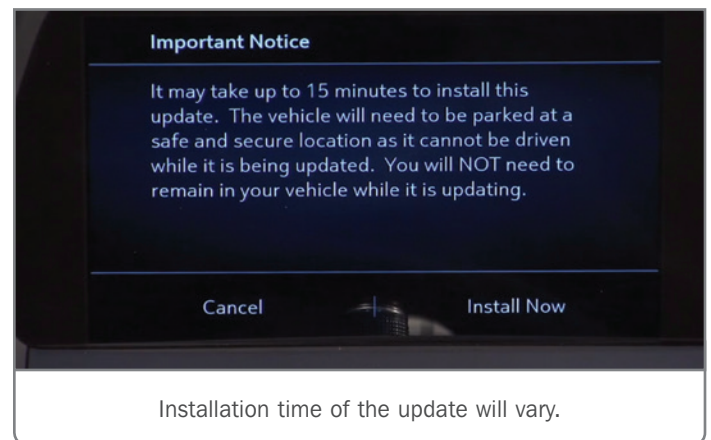 Important Notice
It may take up to 15 minutes to install this
update. The vehicle will need to be parked at a
safe and secure location as it cannot be driven
while it is being updated. You will NOT need to
remain in your vehicle while it is updating.
Cancel
Install Now
Installation time of the update will vary.